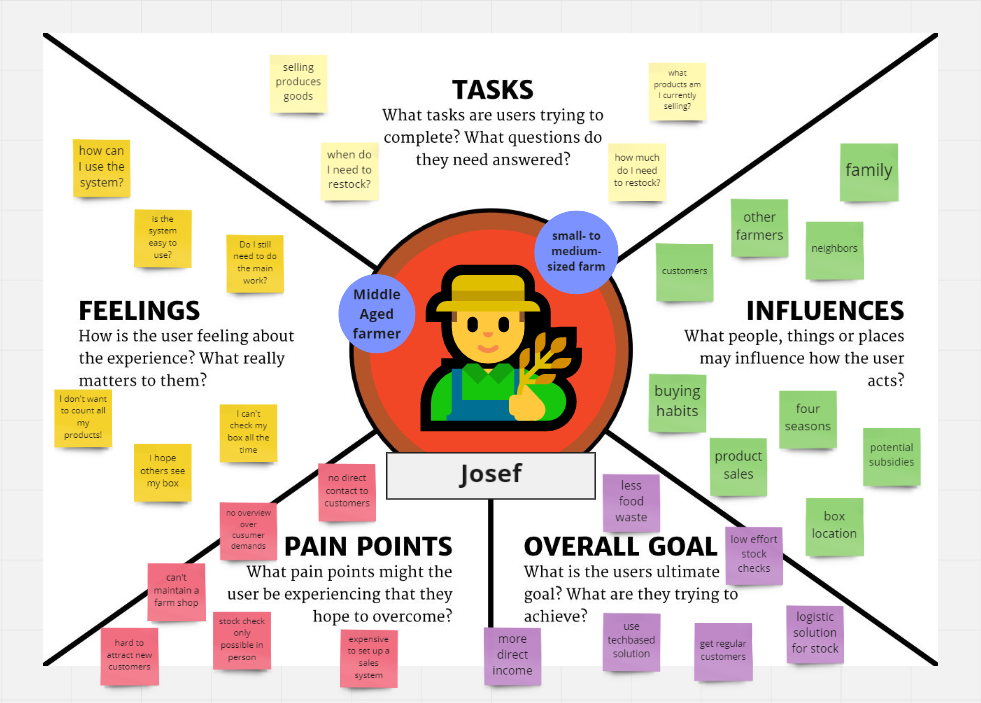 selling
produces
goods
TASKS
What tasks are users trying to
complete? What questions do
they need answered?
what
products am
I currently
selling?
when do
I need to
restock?
how much
do I need
to restock?
how can
I use the
system?
is the
system
easy to
use?
Do I still
need to do
the main
work?
FEELINGS
How is the user feeling about
the experience? What really
matters to them?
I don't want
to count all
my
products!
I hope
others see
my box
I can't
check my
box all the
time
Middle
Aged
farmer
small- to
medium-
sized farm
Josef
family
other
farmers
neighbors
customers
INFLUENCES
What people, things or places
may influence how the user
acts?
buying
habits
four
seasons
product
sales
potential
subsidies
box
location
no direct
contact to
customers
no overview
over
cusumer
demands
PAIN POINTS
What pain points might the
user be experiencing that they
hope to overcome?
can't
maintain a
farm shop
stock check
only
possible in
person
hard to
attract new
customers
expensive
to set up a
sales
system
less
food
waste
OVERALL GOAL
What is the users ultimate
goal? What are they trying to
achieve?
low effort
stock
checks
more
direct
income
use
techbased
solution
get regular
customers
logistic
solution
for stock